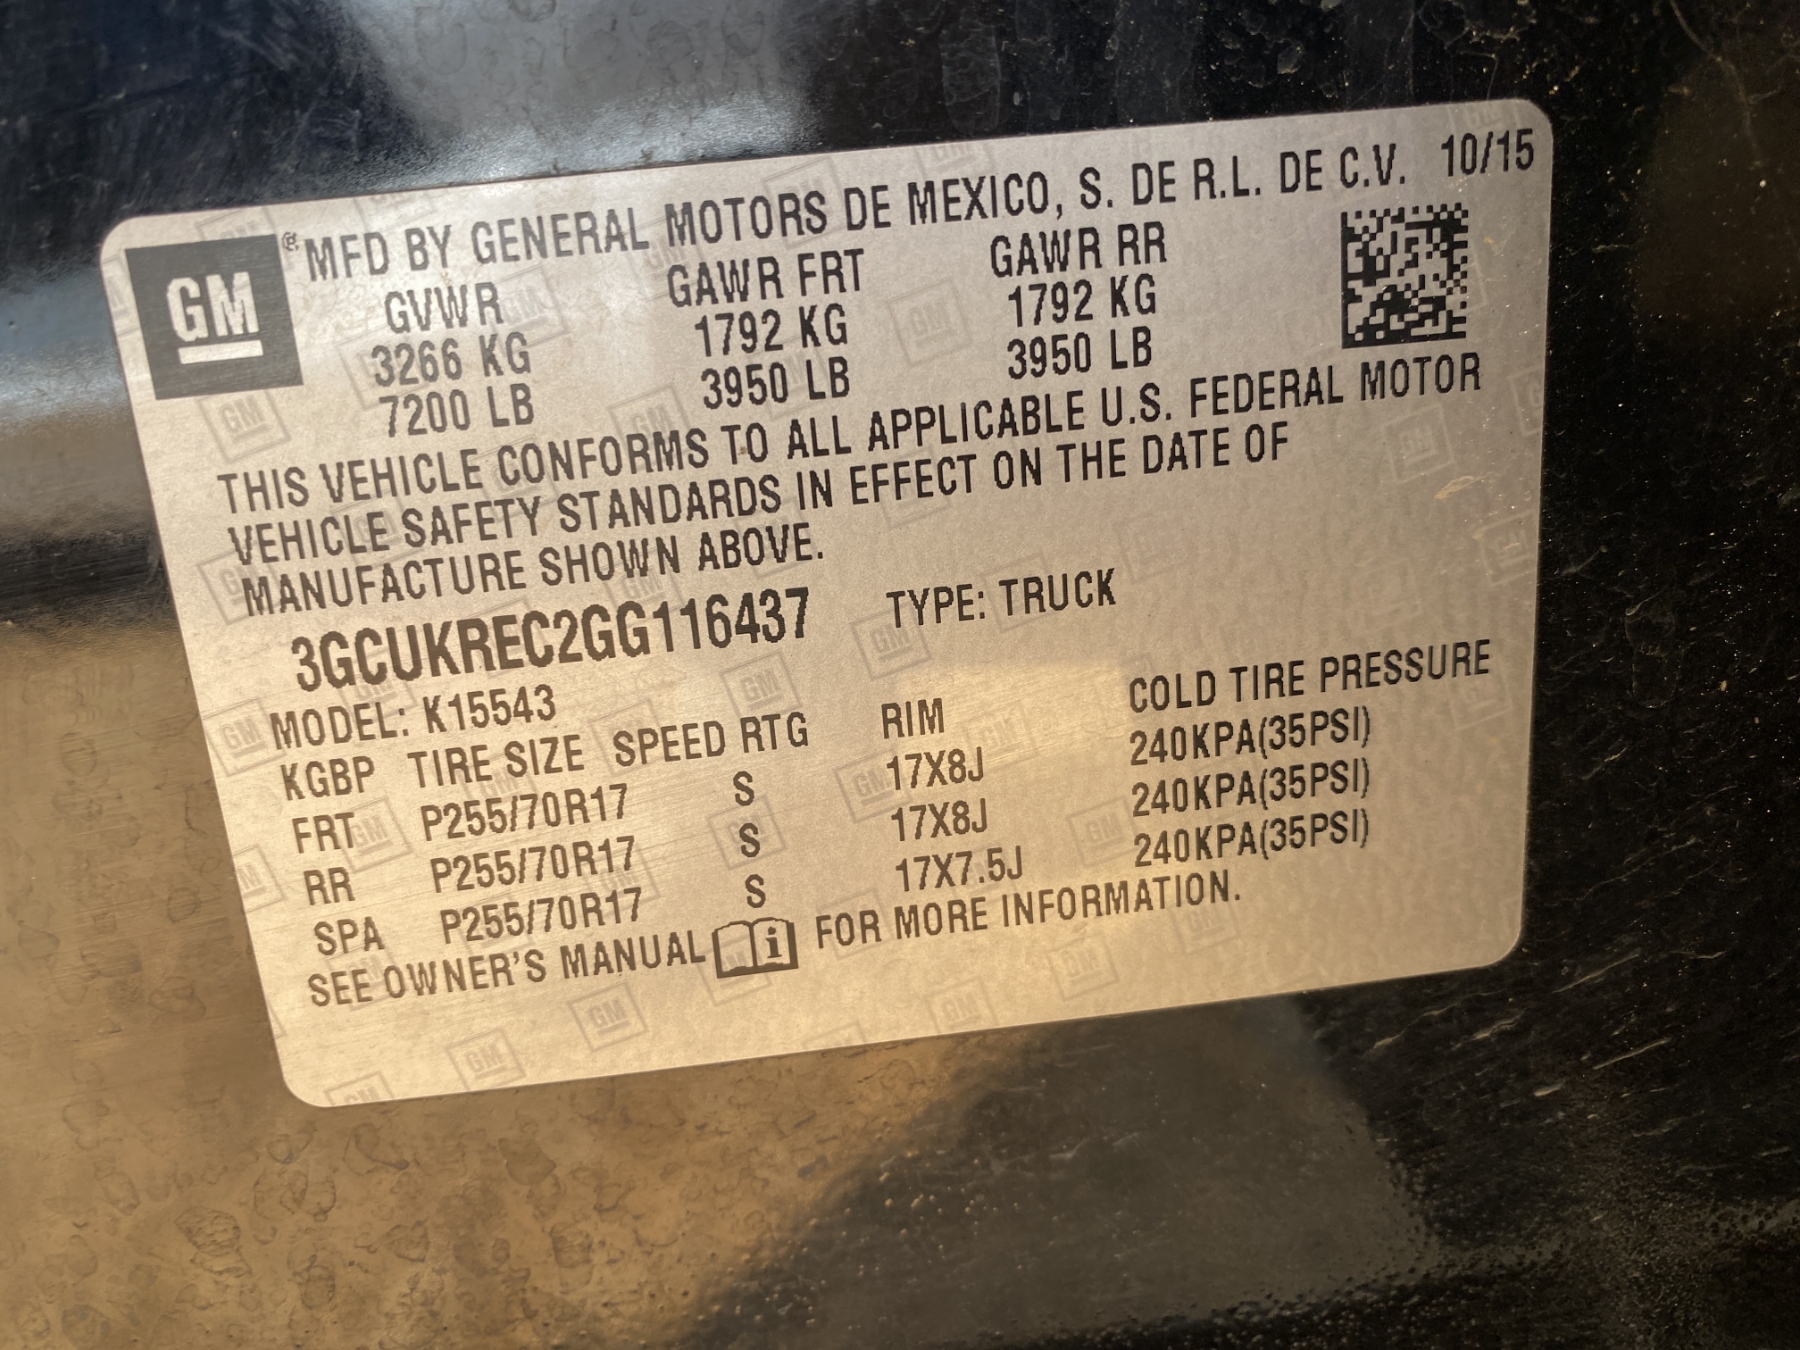 GM ® MFD BY GENERAL MOTORS DE MEXICO, S. DE R.L. DE C.V. 10/15
GVWR GAWR FRT GAWR RR
3266 KG 1792 KG 1792 KG
7200 LB 3950 LB 3950 LB
THIS VEHICLE CONFORMS TO ALL APPLICABLE U.S. FEDERAL MOTOR
VEHICLE SAFETY STANDARDS IN EFFECT ON THE DATE OF
MANUFACTURE SHOWN ABOVE.
3GCUKREC2GG116437 TYPE: TRUCK
MODEL: K15543
KGBP TIRE SIZE SPEED RTG RIM COLD TIRE PRESSURE
FRT P255/70R17 S 17X8J 240KPA(35PSI)
RR P255/70R17 S 17X8J 240KPA(35PSI)
SPA P255/70R17 S 17X7.5J 240KPA(35PSI)
SEE OWNER'S MANUAL i FOR MORE INFORMATION.